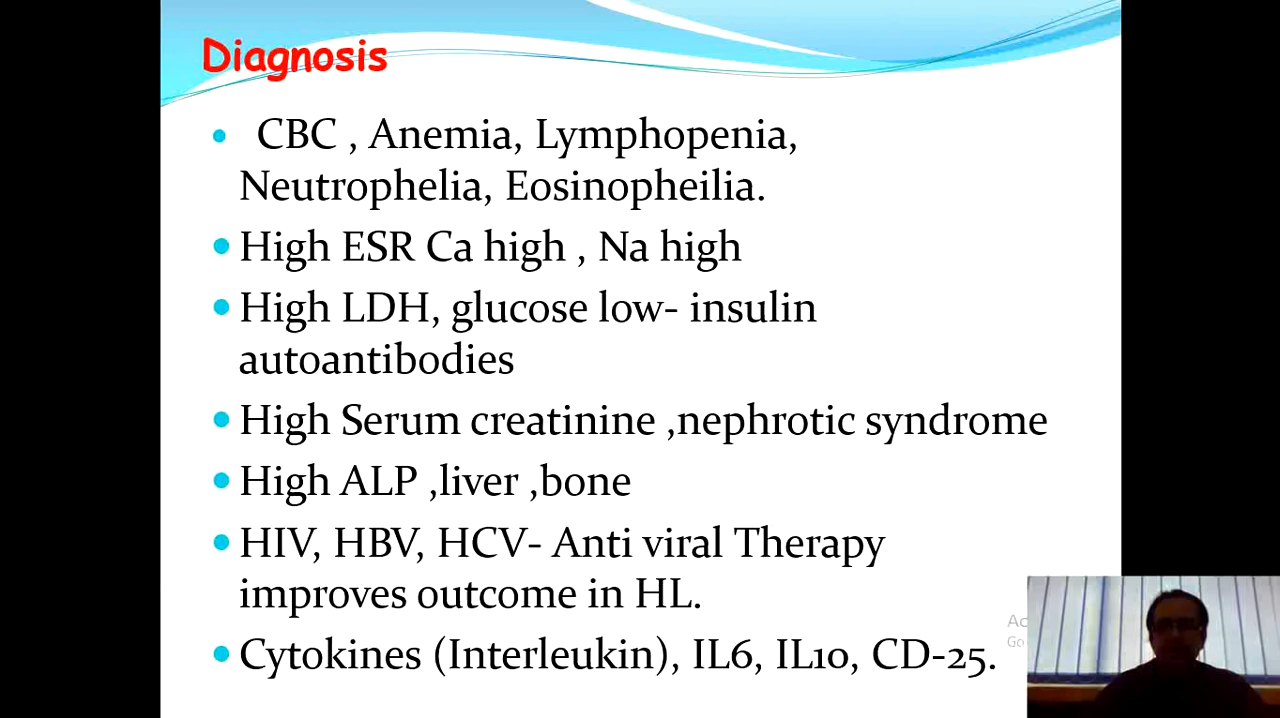 Diagnosis
CBC , Anemia, Lymphopenia,
Neutrophelia, Eosinopheilia.
High ESR Ca high , Na high
High LDH, glucose low- insulin
autoantibodies
High Serum creatinine ,nephrotic syndrome
High ALP ,liver ,bone
HIV, HBV, HCV- Anti viral Therapy
improves outcome in HL.
Cytokines (Interleukin), IL6, IL10, CD-25.